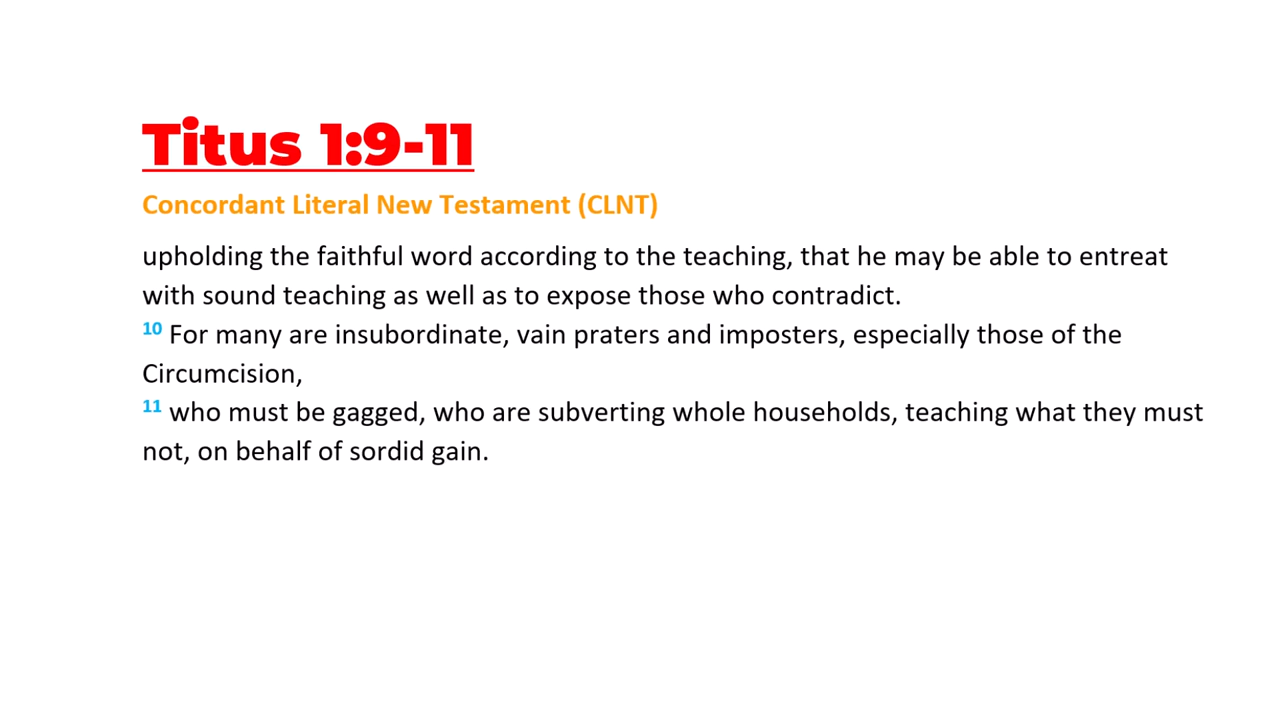 Titus 1:9-11
Concordant Literal New Testament (CLNT)
upholding the faithful word according to the teaching, that he may be able to entreat
with sound teaching as well as to expose those who contradict.
10 For many are insubordinate, vain praters and imposters, especially those of the
Circumcision,
11 who must be gagged, who are subverting whole households, teaching what they must
not, on behalf of sordid gain.